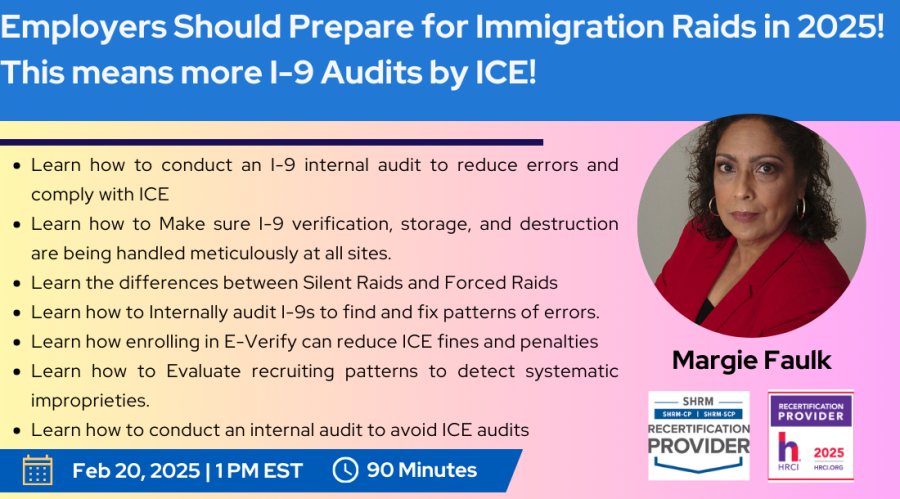 Employers Should Prepare for Immigration Raids in 2025!
This means more I-9 Audits by ICE!
• Learn how to conduct an I-9 internal audit to reduce errors and
comply with ICE
• Learn how to Make sure I-9 verification, storage, and destruction
are being handled meticulously at all sites.
• Learn the differences between Silent Raids and Forced Raids
• Learn how to Internally audit I-9s to find and fix patterns of errors.
• Learn how enrolling in E-Verify can reduce ICE fines and penalties
• Learn how to Evaluate recruiting patterns to detect systematic
improprieties.
• Learn how to conduct an internal audit to avoid ICE audits
Margie Faulk
SHRM
SHRM-CP | SHRM-SCP
RECERTIFICATION
PROVIDER
RECERTIFICATION
PROVIDER
h
HRCI
2025
HRCI.ORG
Feb 20, 2025 | 1 PM EST
90 Minutes